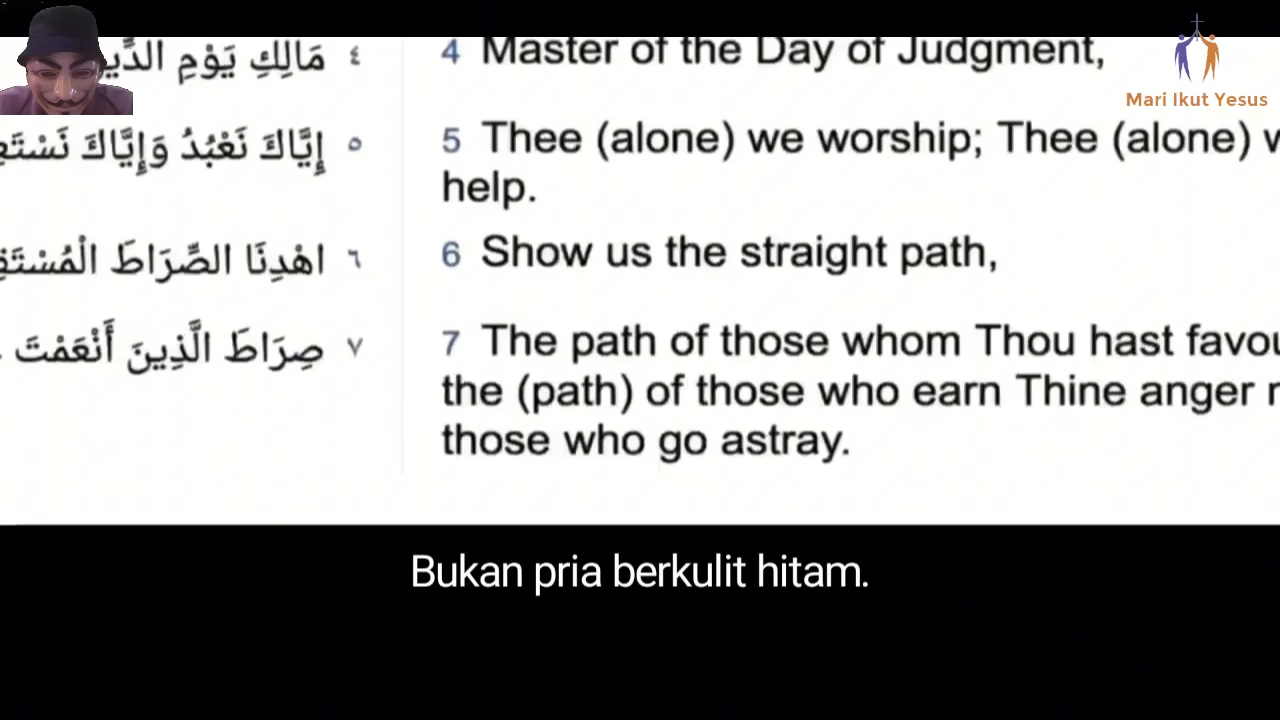 مَالِكِ يَوْمِ ٤
4 Master of the Day of Judgment,
Mari Ikut Yesus
إِيَّاكَ نَعْبُدُ وَإِيَّاكَ ٥
5 Thee (alone) we worship; Thee (alone)
help.
اهْدِنَا الصِّرَاطَ ٦
6 Show us the straight path,
صِرَاطَ الَّذِينَ أَنْعَمْتَ ٧
7 The path of those whom Thou hast
the (path) of those who earn Thine anger
those who go astray.
Bukan pria berkulit hitam.